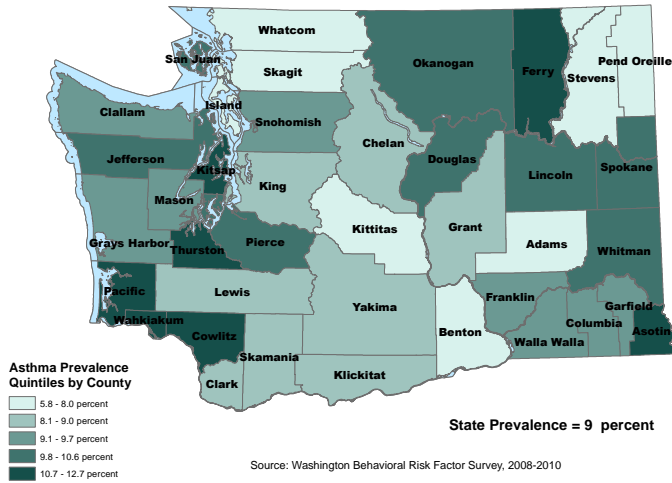 Whatcom
San Juan
Skagit
Okanogan
Ferry
Stevens
Pend Oreille
Island
Clallam
Snohomish
Chelan
Jefferson
Douglas
Kitsap
Lincoln
Spokane
King
Mason
Kittitas
Grant
Grays Harbor
Thurston
Pierce
Adams
Whitman
Pacific
Lewis
Yakima
Franklin
Garfield
Wahkiakum
Cowlitz
Benton
Columbia
Asotin
Walla Walla
Skamania
Clark
Klickitat
Asthma Prevalence
Quintiles by County
5.8 - 8.0 percent
8.1 - 9.0 percent
9.1 - 9.7 percent
9.8 - 10.6 percent
10.7 - 12.7 percent
State Prevalence = 9 percent
Source: Washington Behavioral Risk Factor Survey, 2008-2010